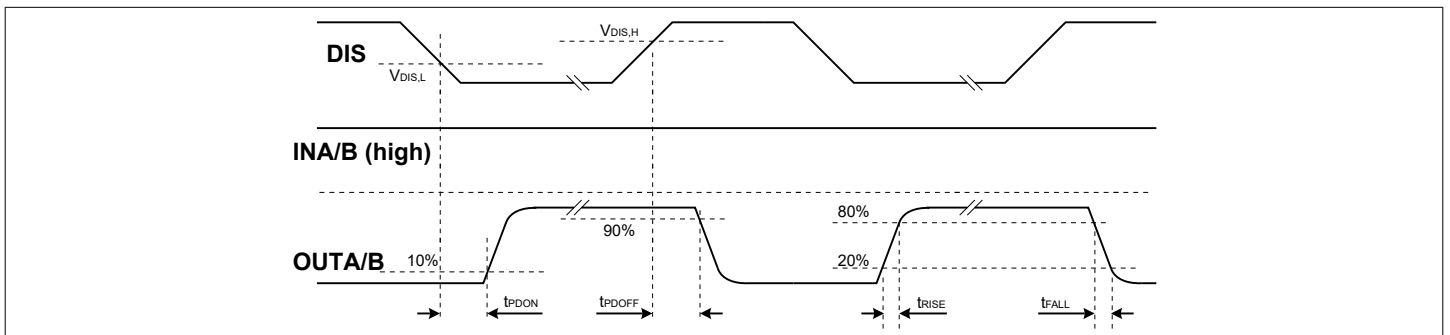 DIS
VDIS,L
VDIS,H
INA/B (high)
OUTA/B
10%
90%
80%
20%
tPDON
tPDOFF
tRISE
tFALL